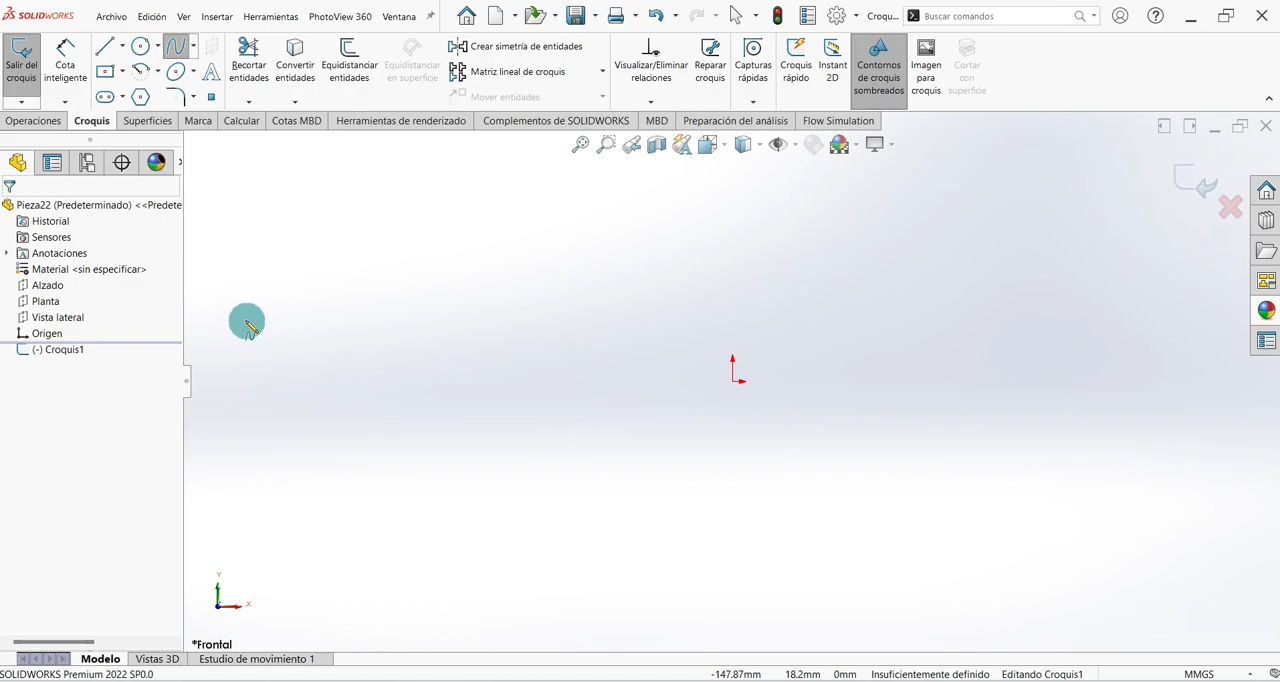 SOLIDWORKS Archivo Edición Ver Insertar Herramientas PhotoView 360 Ventana Croqu... Buscar comandos
Salir del croquis
Cota inteligente
Recortar entidades
Convertir entidades
Equidistanciar entidades
Equidistanciar en superficie
Crear simetría de entidades
Matriz lineal de croquis
Mover entidades
Visualizar/Eliminar relaciones
Reparar croquis
Capturas rápidas
Croquis rápido
Instant 2D
Contornos de croquis sombreados
Imagen para croquis
Cortar con superficie
Operaciones Croquis Superficies Marca Calcular Cotas MBD Herramientas de renderizado Complementos de SOLIDWORKS MBD Preparación del análisis Flow Simulation
Pieza22 (Predeterminado) <<Predete
Historial
Sensores
Anotaciones
Material <sin especificar>
Alzado
Planta
Vista lateral
Origen
(-) Croquis1
Y
X
*Frontal
Modelo Vistas 3D Estudio de movimiento 1
SOLIDWORKS Premium 2022 SP0.0 -147.87mm 18.2mm 0mm Insuficientemente definido Editando Croquis1 MMGS